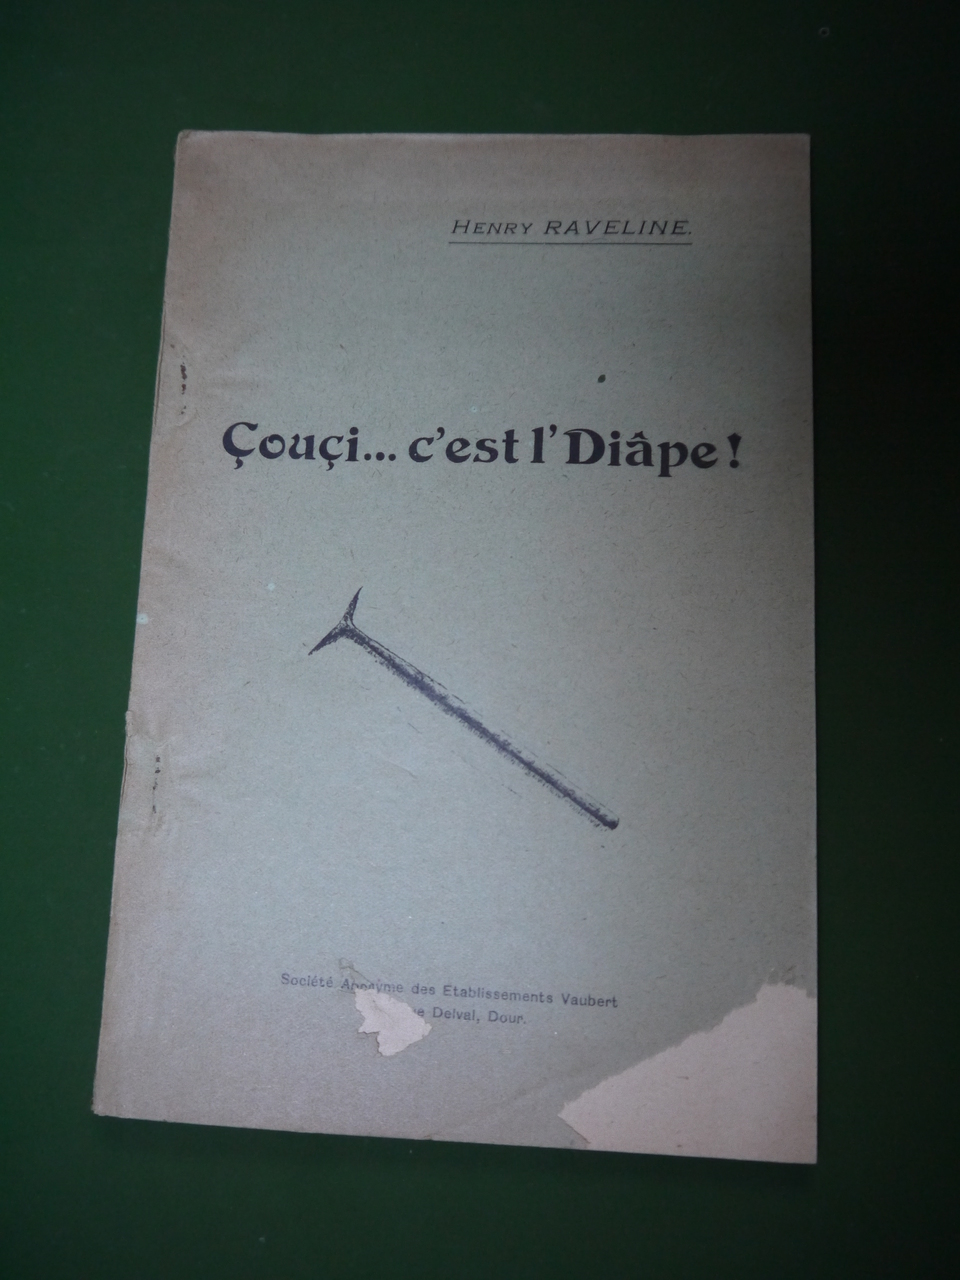 HENRY RAVELINE.
Çouçi... c'est l'Diâpe !
Société Anonyme des Etablissements Vaubert
Delval, Dour.